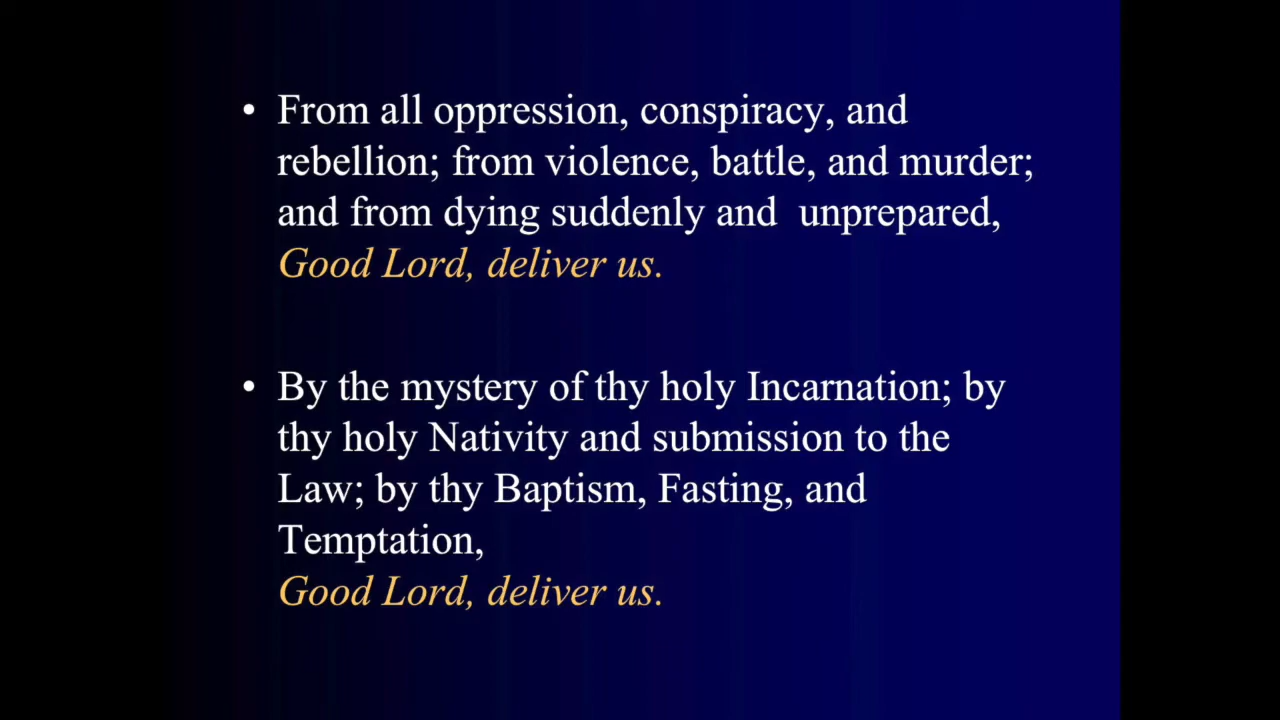 • From all oppression, conspiracy, and
rebellion; from violence, battle, and murder;
and from dying suddenly and  unprepared,
Good Lord, deliver us.
• By the mystery of thy holy Incarnation; by
thy holy Nativity and submission to the
Law; by thy Baptism, Fasting, and
Temptation,
Good Lord, deliver us.